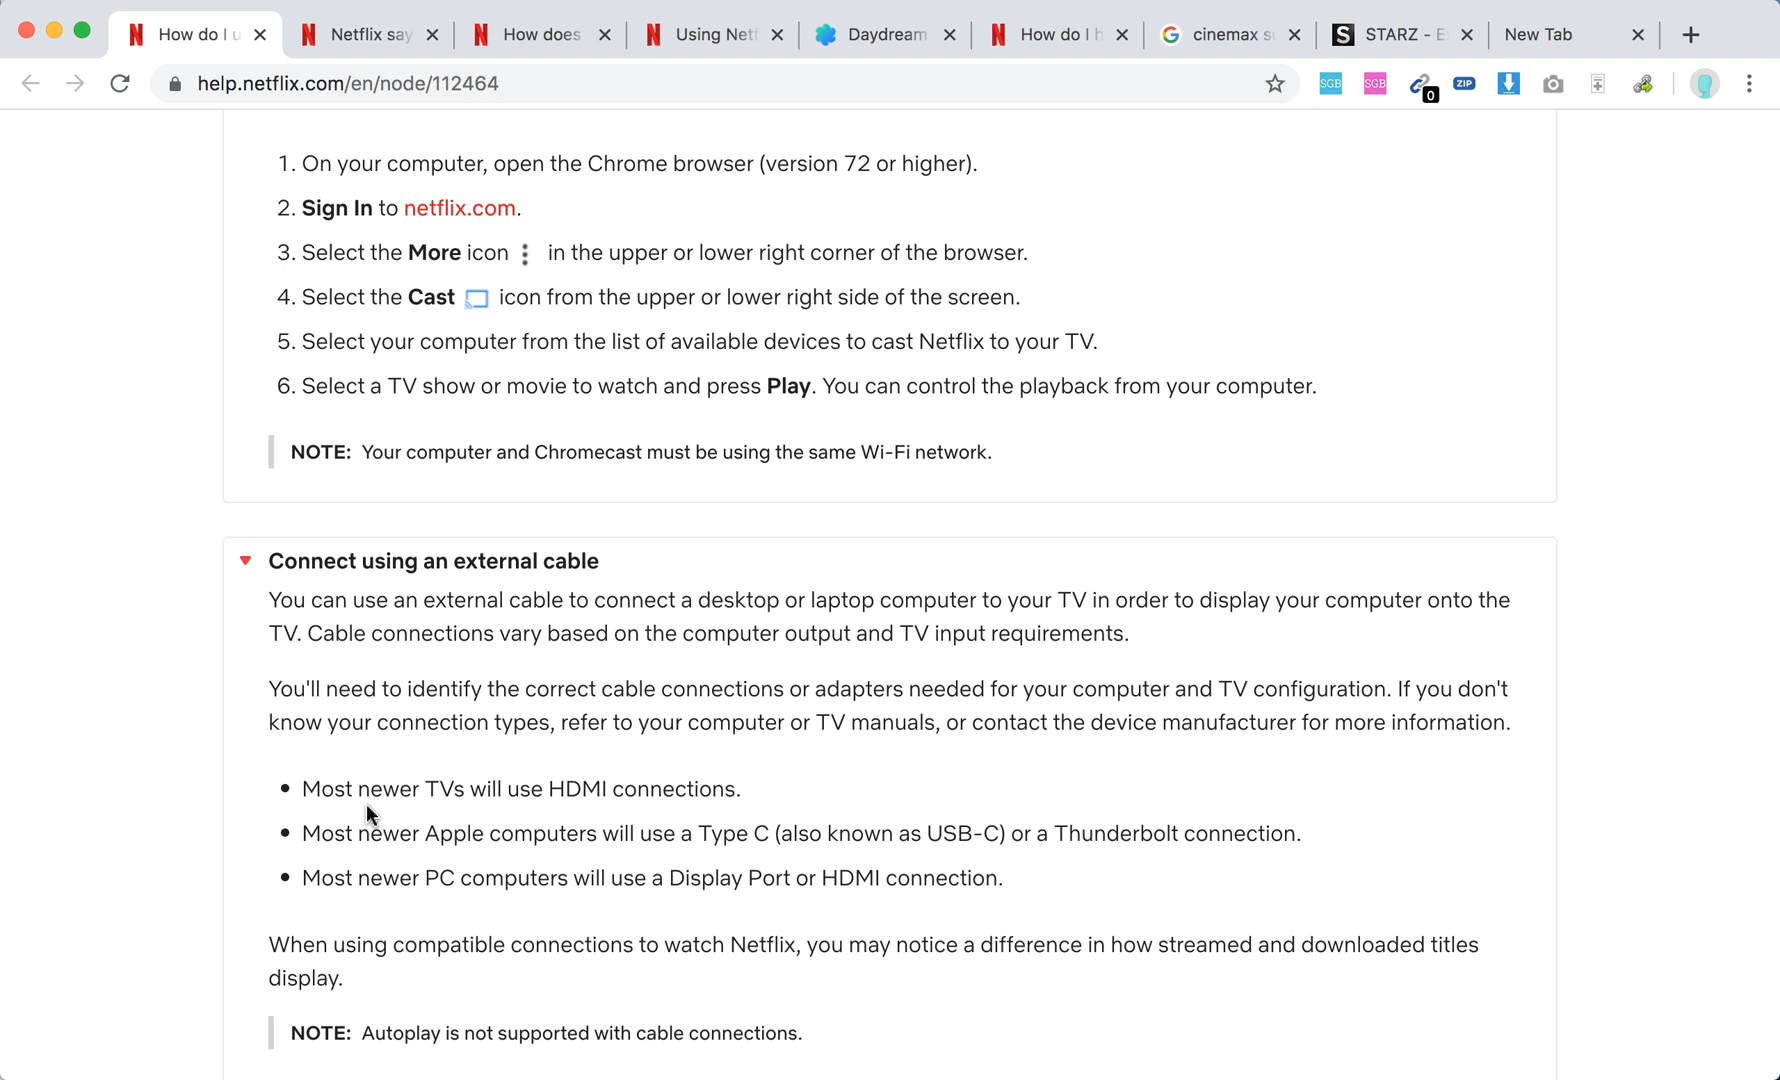 How do I u
Netflix say
How does
Using Netf
Daydream
How do I h
cinemax s
STARZ - E
New Tab
help.netflix.com/en/node/112464
SGB
SGB
0
ZIP
1. On your computer, open the Chrome browser (version 72 or higher).
2. Sign In to netflix.com.
3. Select the More icon in the upper or lower right corner of the browser.
4. Select the Cast icon from the upper or lower right side of the screen.
5. Select your computer from the list of available devices to cast Netflix to your TV.
6. Select a TV show or movie to watch and press Play. You can control the playback from your computer.
NOTE: Your computer and Chromecast must be using the same Wi-Fi network.
Connect using an external cable
You can use an external cable to connect a desktop or laptop computer to your TV in order to display your computer onto the
TV. Cable connections vary based on the computer output and TV input requirements.
You'll need to identify the correct cable connections or adapters needed for your computer and TV configuration. If you don't
know your connection types, refer to your computer or TV manuals, or contact the device manufacturer for more information.
• Most newer TVs will use HDMI connections.
• Most newer Apple computers will use a Type C (also known as USB-C) or a Thunderbolt connection.
• Most newer PC computers will use a Display Port or HDMI connection.
When using compatible connections to watch Netflix, you may notice a difference in how streamed and downloaded titles
display.
NOTE: Autoplay is not supported with cable connections.